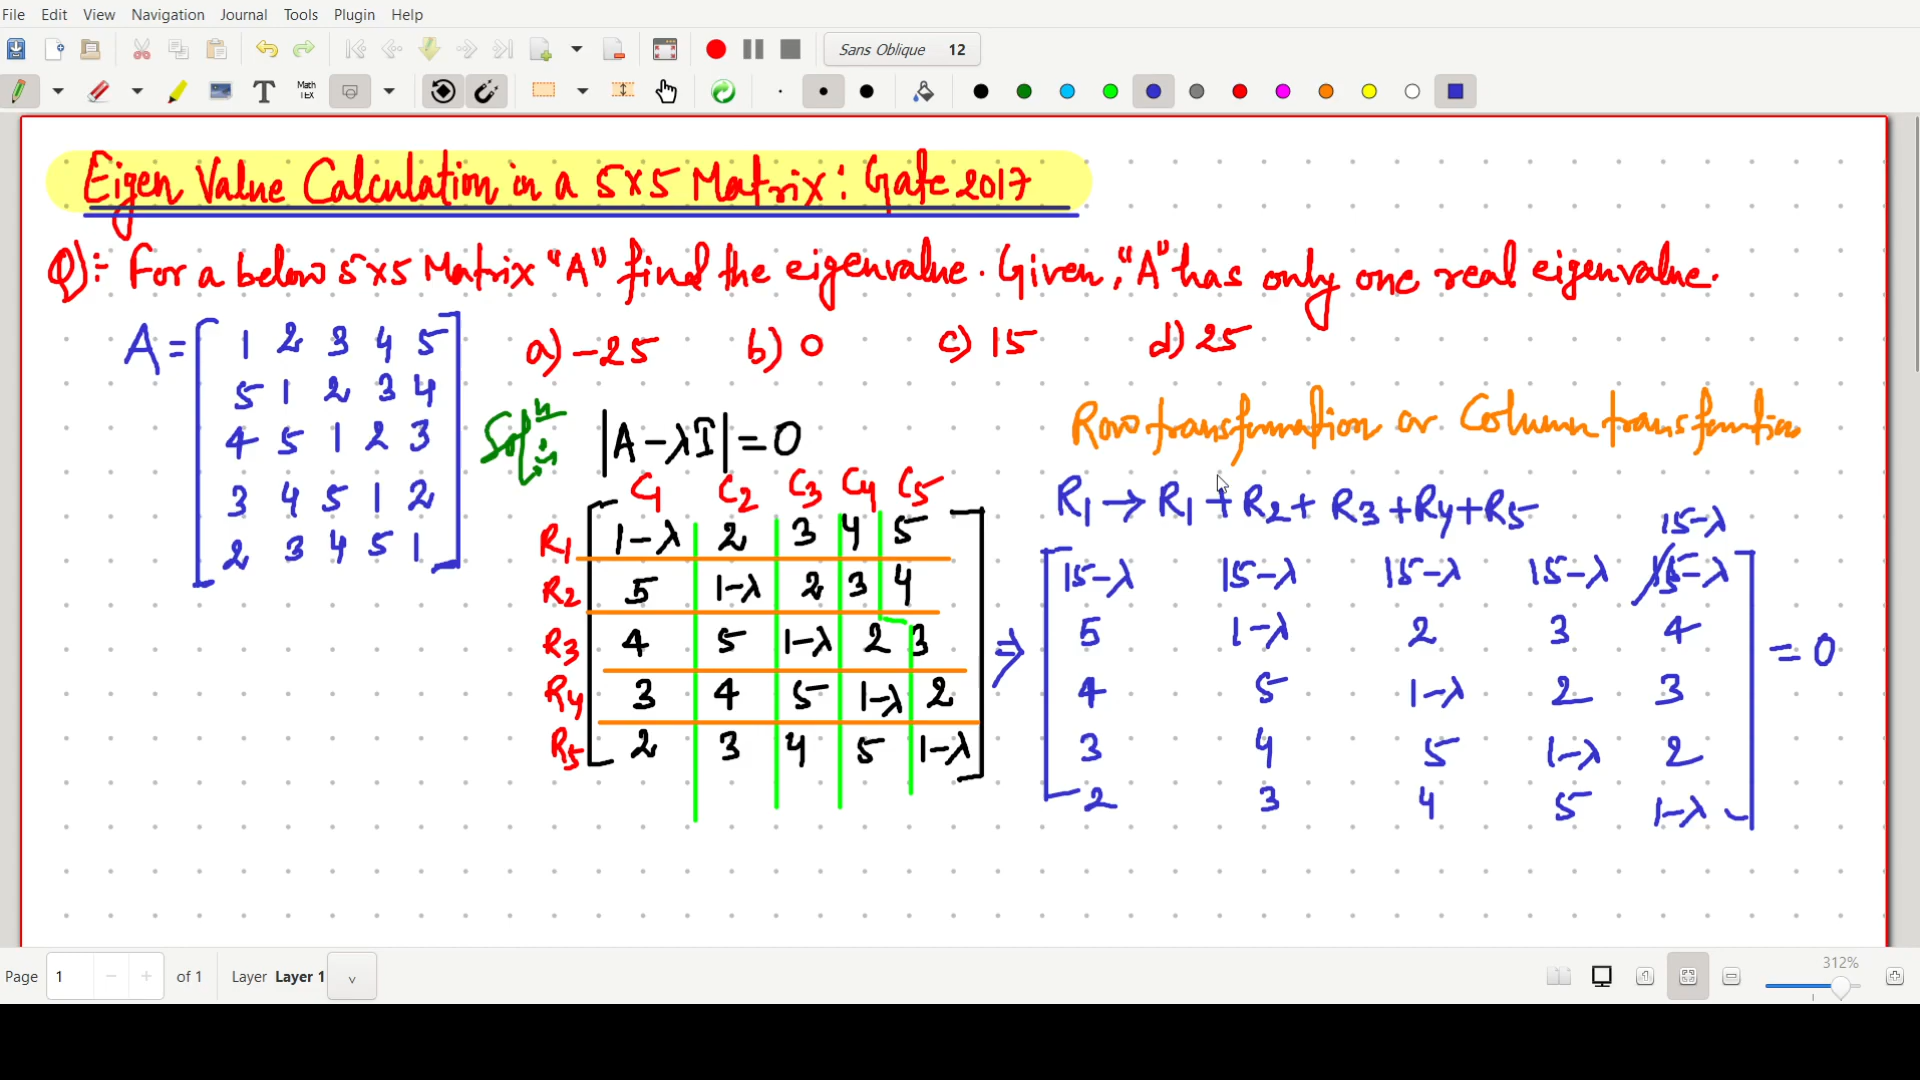 File Edit View Navigation Journal Tools Plugin Help
Sans Oblique 12
Math TEX
Eigen Value Calculation in a 5x5 Matrix: Gate 2017
Q):- For a below 5x5 Matrix "A" find the eigenvalue. Given, "A" has only one real eigenvalue.
A = [ 1 2 3 4 5
5 1 2 3 4
4 5 1 2 3
3 4 5 1 2
2 3 4 5 1 ]
a) -25 b) 0 c) 15 d) 25
Solⁿ:
|A-λI| = 0
C1 C2 C3 C4 C5
R1 1-λ 2 3 4 5
R2 5 1-λ 2 3 4
R3 4 5 1-λ 2 3
R4 3 4 5 1-λ 2
R5 2 3 4 5 1-λ
Row transformation or Column transformation
R1 → R1 + R2 + R3 + R4 + R5
15-λ
⇒ [ 15-λ 15-λ 15-λ 15-λ 15-λ
5 1-λ 2 3 4
4 5 1-λ 2 3
3 4 5 1-λ 2
2 3 4 5 1-λ ] = 0
Page 1 of 1 Layer Layer 1
312%